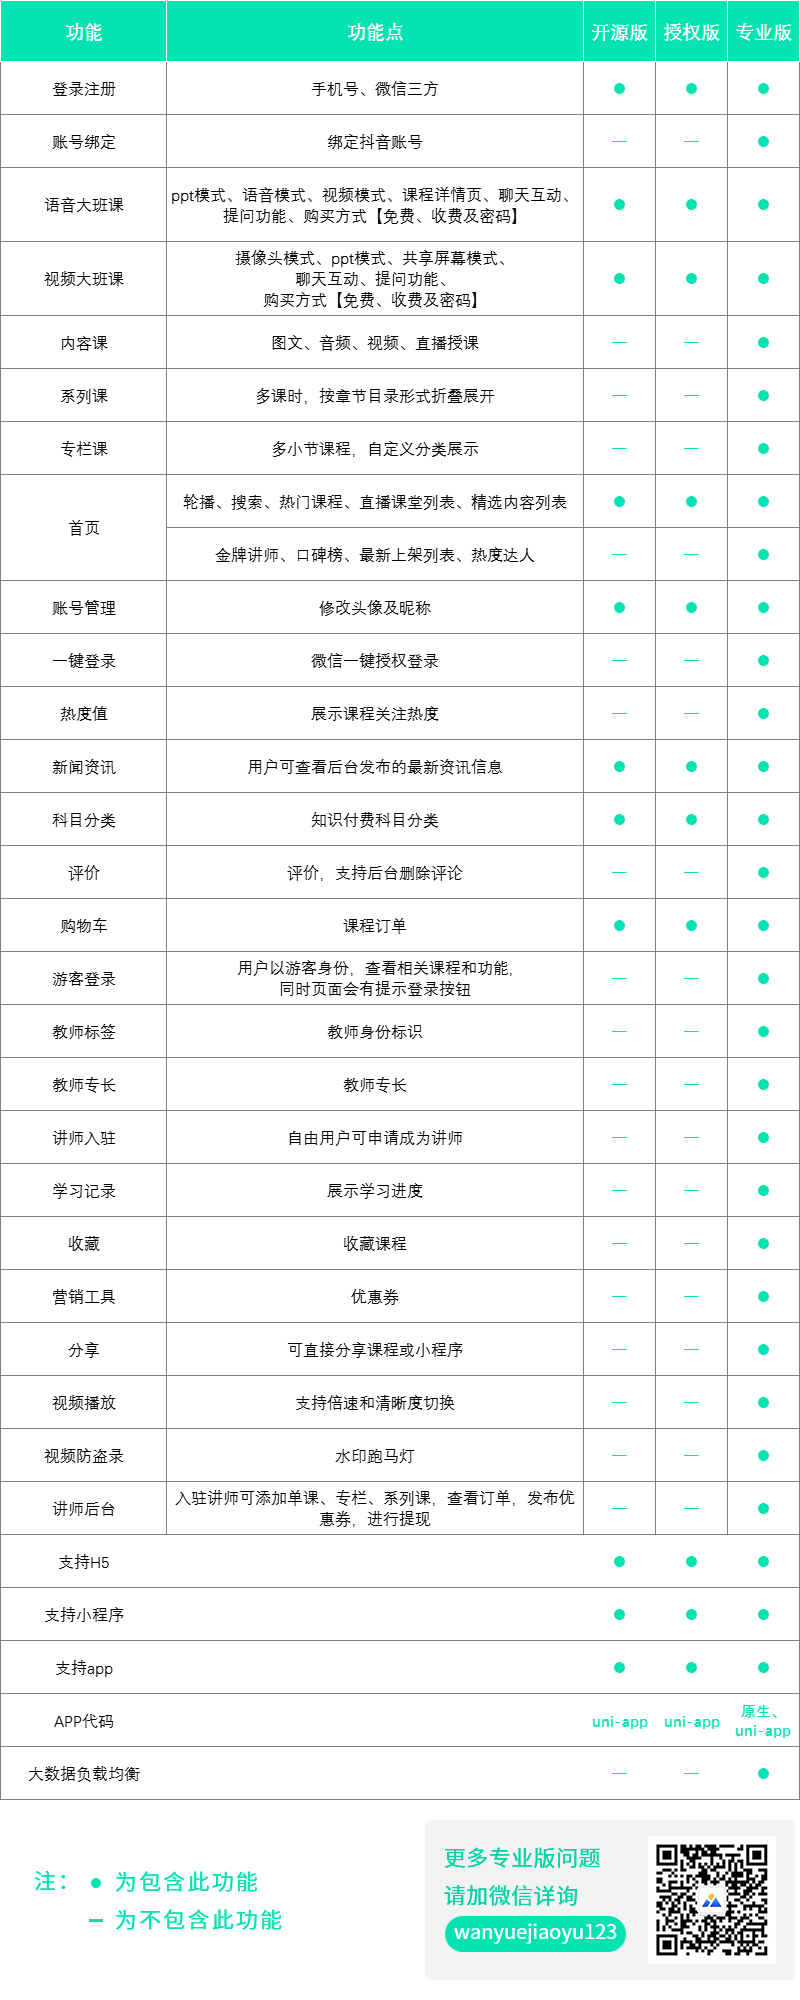 功能 功能点 开源版 授权版 专业版
登录注册 手机号、微信三方 ● ● ●
账号绑定 绑定抖音账号 — — ●
ppt模式、语音模式、视频模式、课程详情页、聊天互动、
语音大班课 ● ● ●
提问功能、购买方式【免费、收费及密码】
摄像头模式、ppt模式、共享屏幕模式、
视频大班课 聊天互动、提问功能、 ● ● ●
购买方式【免费、收费及密码】
内容课 图文、音频、视频、直播授课 — — ●
系列课 多课时，按章节目录形式折叠展开 — — ●
专栏课 多小节课程，自定义分类展示 — — ●
轮播、搜索、热门课程、直播课堂列表、精选内容列表 ● ● ●
首页
金牌讲师、口碑榜、最新上架列表、热度达人 — — ●
账号管理 修改头像及昵称 ● ● ●
一键登录 微信一键授权登录 — — ●
热度值 展示课程关注热度 — — ●
新闻资讯 用户可查看后台发布的最新资讯信息 ● ● ●
科目分类 知识付费科目分类 ● ● ●
评价 评价，支持后台删除评论 — — ●
购物车 课程订单 ● ● ●
用户以游客身份，查看相关课程和功能，
游客登录 — — ●
同时页面会有提示登录按钮
教师标签 教师身份标识 — — ●
教师专长 教师专长 — — ●
讲师入驻 自由用户可申请成为讲师 — — ●
学习记录 展示学习进度 — — ●
收藏 收藏课程 — — ●
营销工具 优惠券 — — ●
分享 可直接分享课程或小程序 — — ●
视频播放 支持倍速和清晰度切换 — — ●
视频防盗录 水印跑马灯 — — ●
入驻讲师可添加单课、专栏、系列课，查看订单，发布优
讲师后台 — — ●
惠券，进行提现
支持H5 ● ● ●
支持小程序 ● ● ●
支持app ● ● ●
原生、
APP代码 uni-app uni-app
uni-app
大数据负载均衡 — — ●
注： ● 为包含此功能
— 为不包含此功能
更多专业版问题
请加微信详询
wanyuejiaoyu123